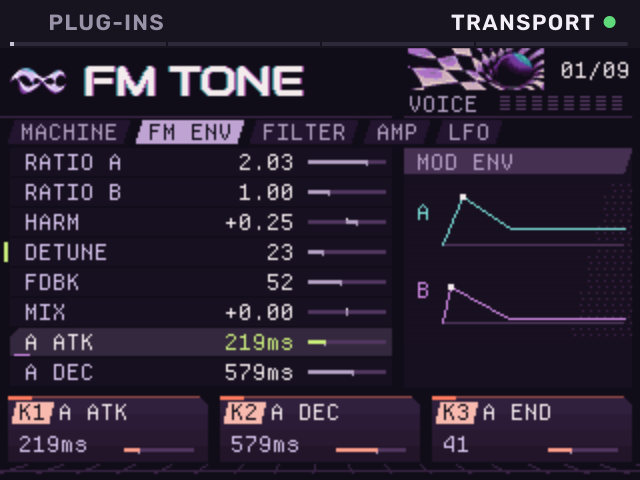 PLUG-INS TRANSPORT
FM TONE 01/09
VOICE
MACHINE FM ENV FILTER AMP LFO
RATIO A 2.03
RATIO B 1.00
HARM +0.25
DETUNE 23
FDBK 52
MIX +0.00
A ATK 219ms
A DEC 579ms
MOD ENV
A
B
K1 A ATK
219ms
K2 A DEC
579ms
K3 A END
41